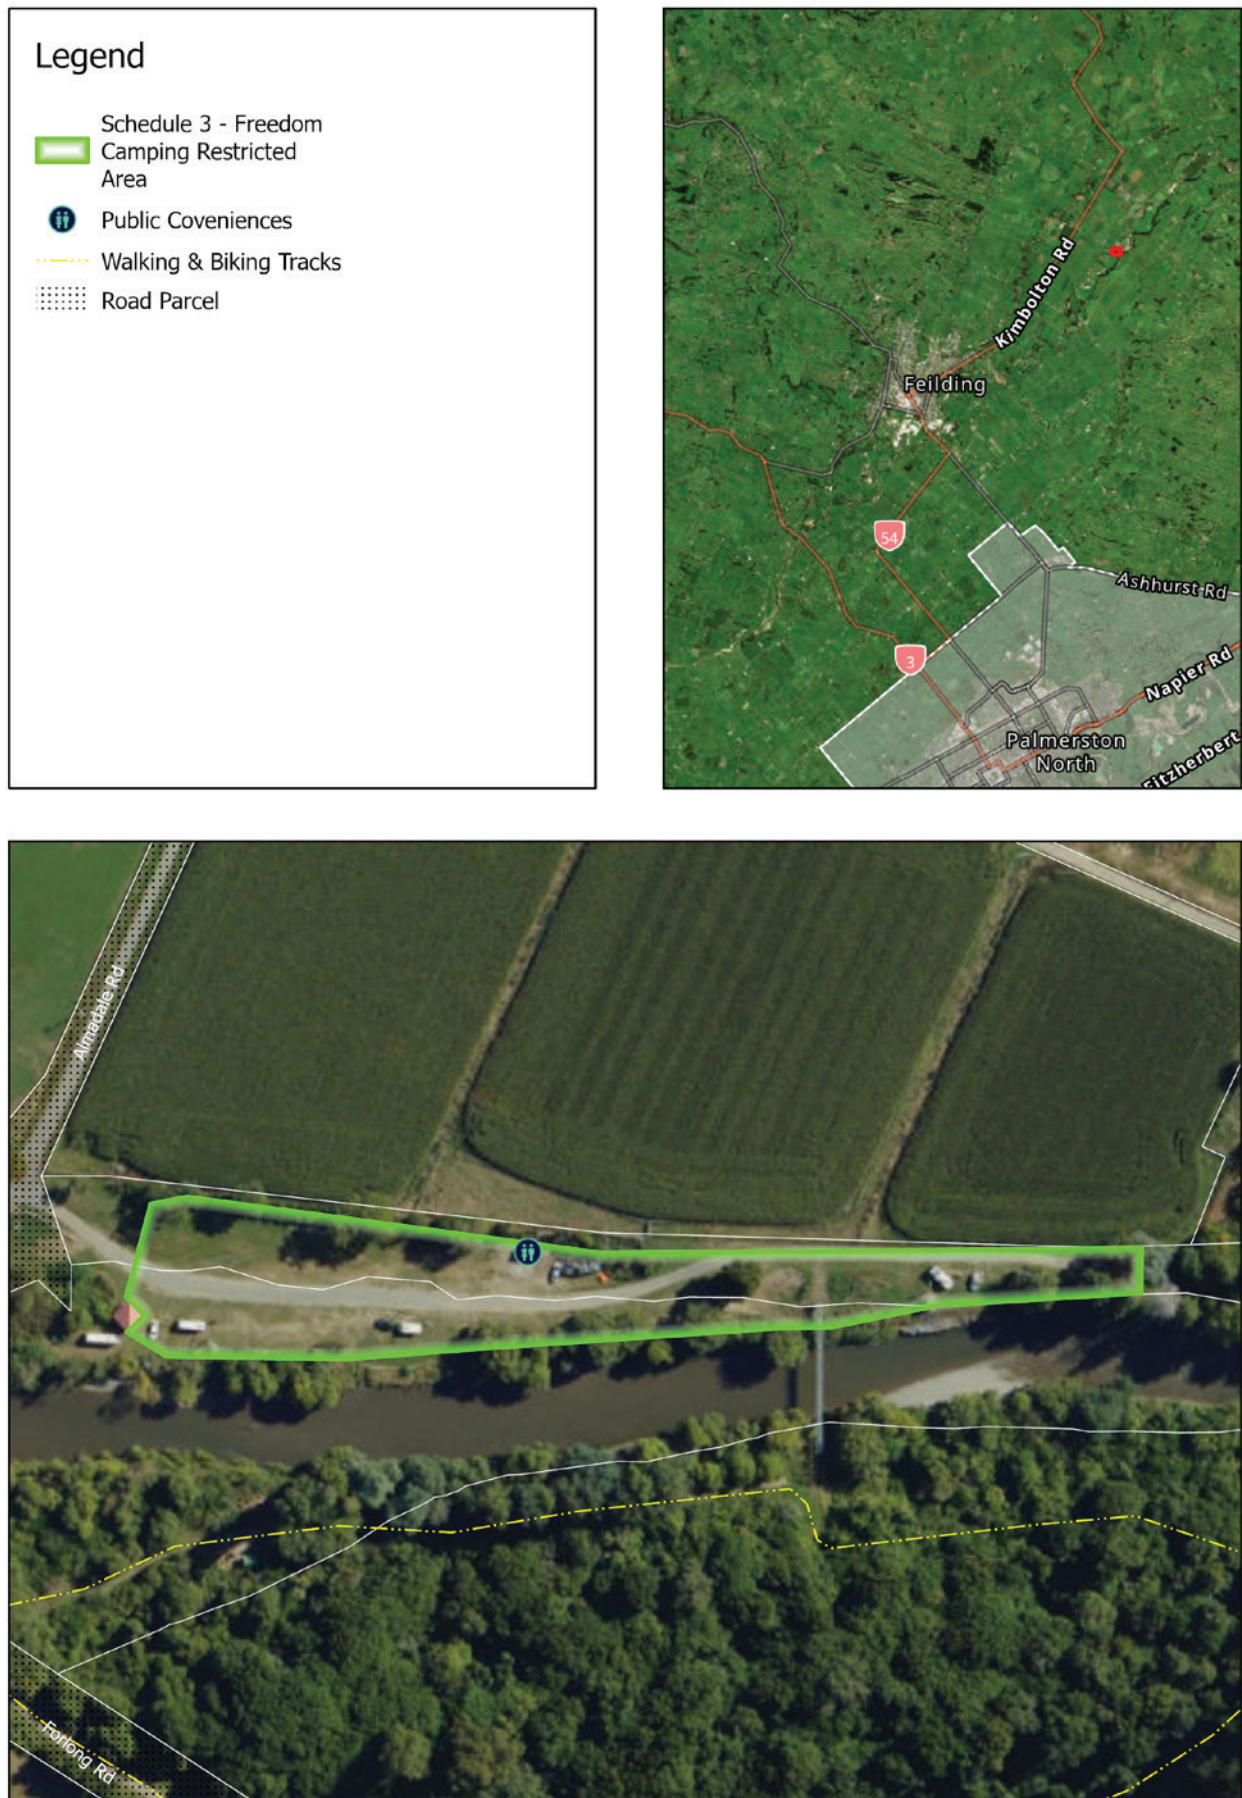 Legend
Schedule 3 - Freedom
Camping Restricted
Area
Public Coveniences
Walking & Biking Tracks
Road Parcel
Kimbolton Rd
Feilding
54
Ashhurst Rd
3
Napier Rd
Palmerston
North
Fitzherbert
Almadale Rd
Forlong Rd